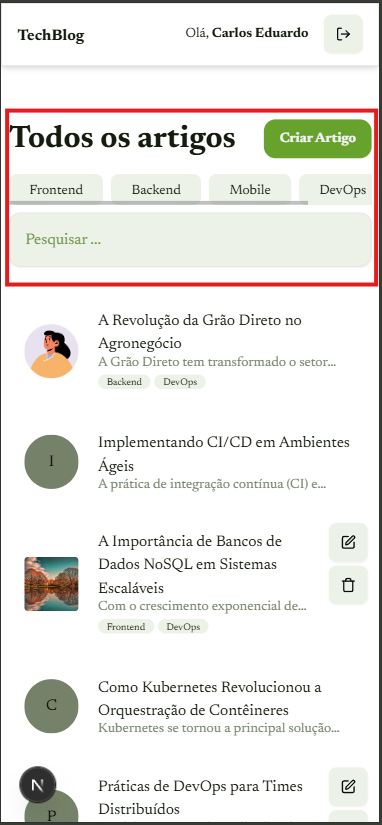 TechBlog
Olá, Carlos Eduardo
Todos os artigos
Criar Artigo
Frontend
Backend
Mobile
DevOps
Pesquisar ...
A Revolução da Grão Direto no
Agronegócio
A Grão Direto tem transformado o setor...
Backend
DevOps
I
Implementando CI/CD em Ambientes
Ágeis
A prática de integração contínua (CI) e...
A Importância de Bancos de
Dados NoSQL em Sistemas
Escaláveis
Com o crescimento exponencial de...
Frontend
DevOps
C
Como Kubernetes Revolucionou a
Orquestração de Contêineres
Kubernetes se tornou a principal solução...
N
P
Práticas de DevOps para Times
Distribuídos